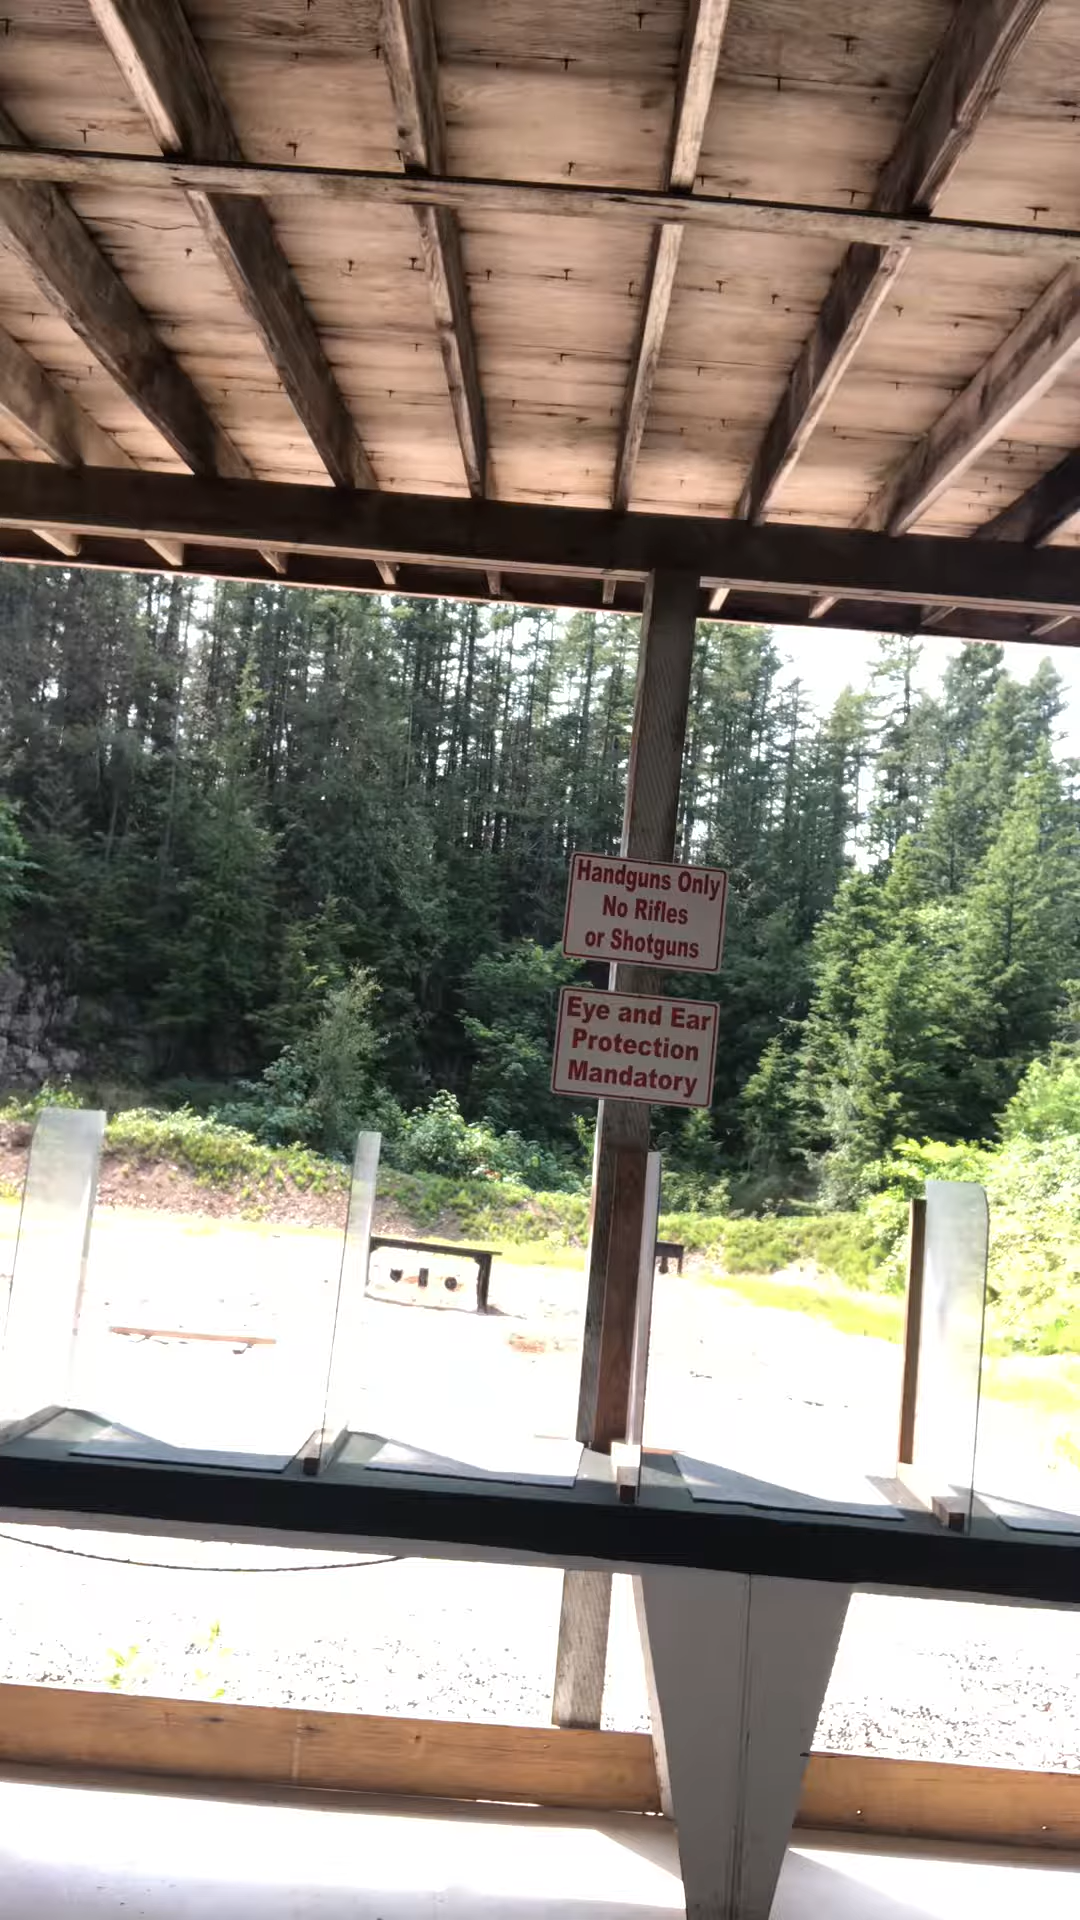 Handguns Only
No Rifles
or Shotguns
Eye and Ear
Protection
Mandatory